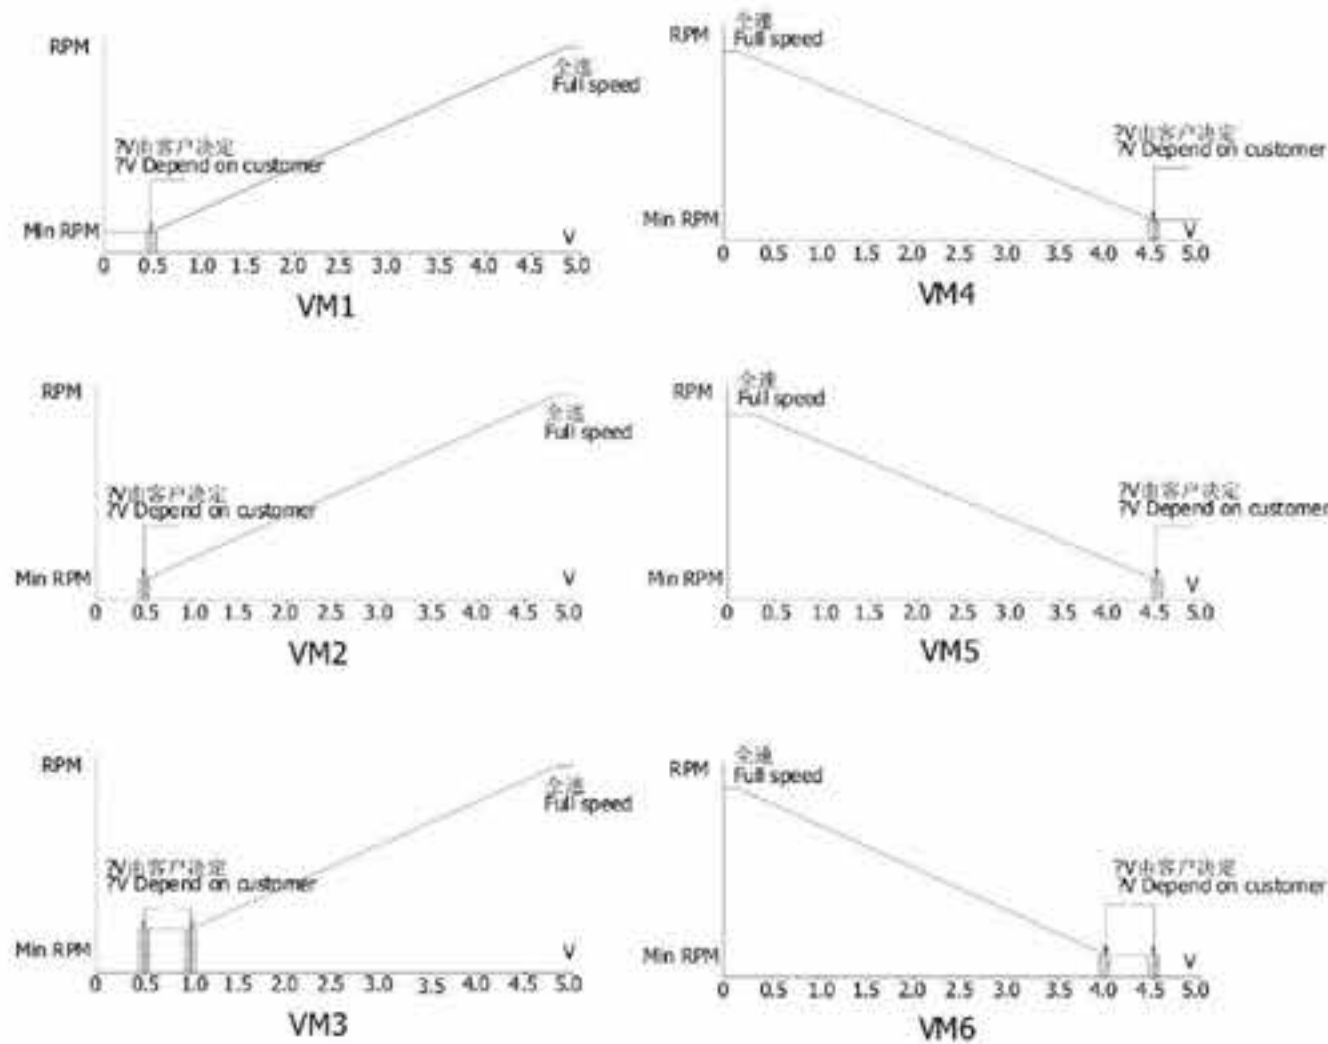 RPM
全速
Full speed
?V由客户决定
?V Depend on customer
Min RPM
V
0 0.5 1.0 1.5 2.0 2.5 3.0 3.5 4.0 4.5 5.0
VM1
RPM
全速
Full speed
?V由客户决定
?V Depend on customer
Min RPM
V
0 0.5 1.0 1.5 2.0 2.5 3.0 3.5 4.0 4.5 5.0
VM4
RPM
全速
Full speed
?V由客户决定
?V Depend on customer
Min RPM
V
0 0.5 1.0 1.5 2.0 2.5 3.0 3.5 4.0 4.5 5.0
VM2
RPM
全速
Full speed
?V由客户决定
?V Depend on customer
Min RPM
V
0 0.5 1.0 1.5 2.0 2.5 3.0 3.5 4.0 4.5 5.0
VM5
RPM
全速
Full speed
?V由客户决定
?V Depend on customer
Min RPM
V
0 0.5 1.0 1.5 2.0 2.5 3.0 3.5 4.0 4.5 5.0
VM3
RPM
全速
Full speed
?V由客户决定
?V Depend on customer
Min RPM
V
0 0.5 1.0 1.5 2.0 2.5 3.0 3.5 4.0 4.5 5.0
VM6